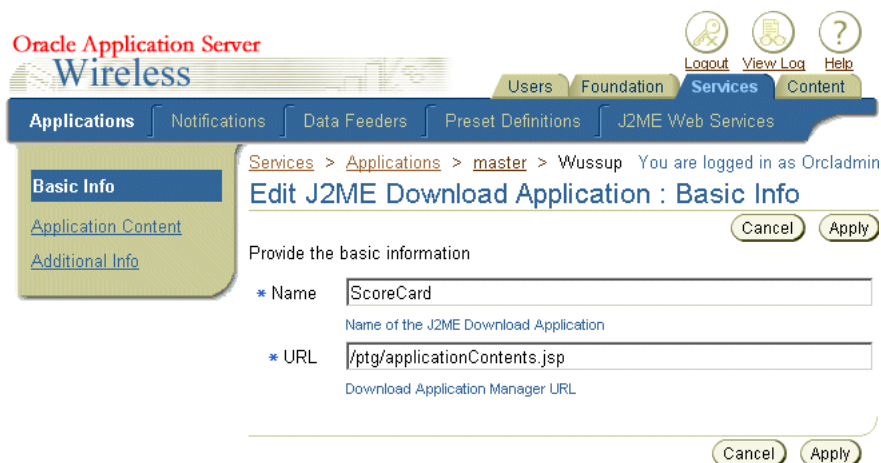 Oracle Application Server
Wireless
Logout View Log Help
Users Foundation Services Content
Applications Notifications Data Feeders Preset Definitions J2ME Web Services
Services > Applications > master > Wussup You are logged in as Orcladmin
Basic Info
Edit J2ME Download Application : Basic Info
Application Content
Cancel Apply
Additional Info
Provide the basic information
* Name ScoreCard
Name of the J2ME Download Application
* URL /ptg/applicationContents.jsp
Download Application Manager URL
Cancel Apply